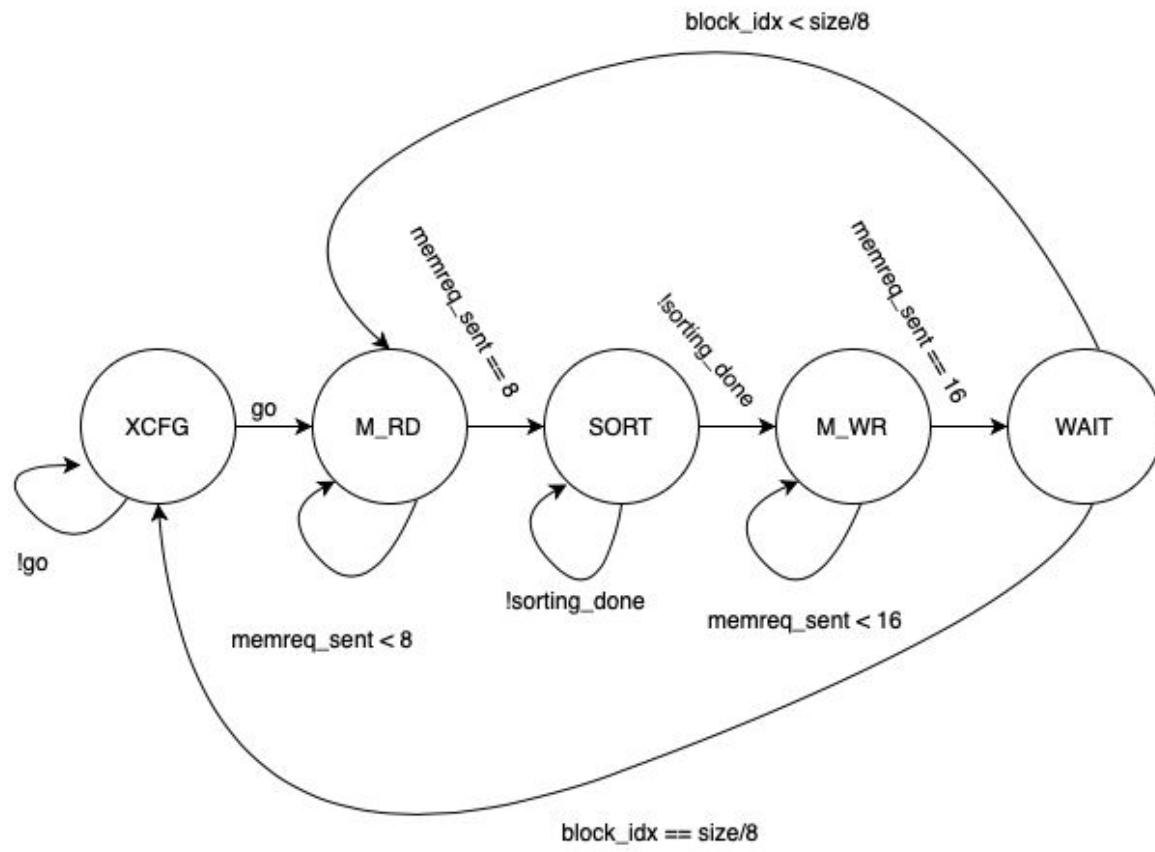 block_idx < size/8
memreq_sent == 8
!sorting_done
memreq_sent == 16
XCFG
go
M_RD
SORT
M_WR
WAIT
!go
memreq_sent < 8
!sorting_done
memreq_sent < 16
block_idx == size/8